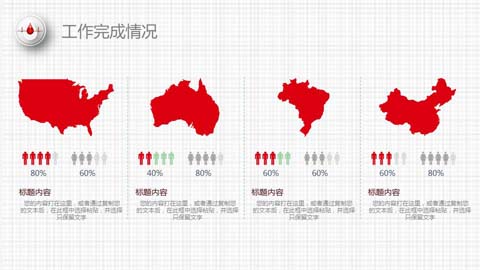 工作完成情况
80% 60% 40% 80% 60% 60% 60% 80%
标题内容 标题内容 标题内容 标题内容
您的内容打在这里，或者通过复制您
的文本后，在此框中选择粘贴，并选择
只保留文字
您的内容打在这里，或者通过复制您
的文本后，在此框中选择粘贴，并选择
只保留文字
您的内容打在这里，或者通过复制您
的文本后，在此框中选择粘贴，并选择
只保留文字
您的内容打在这里，或者通过复制您
的文本后，在此框中选择粘贴，并选择
只保留文字